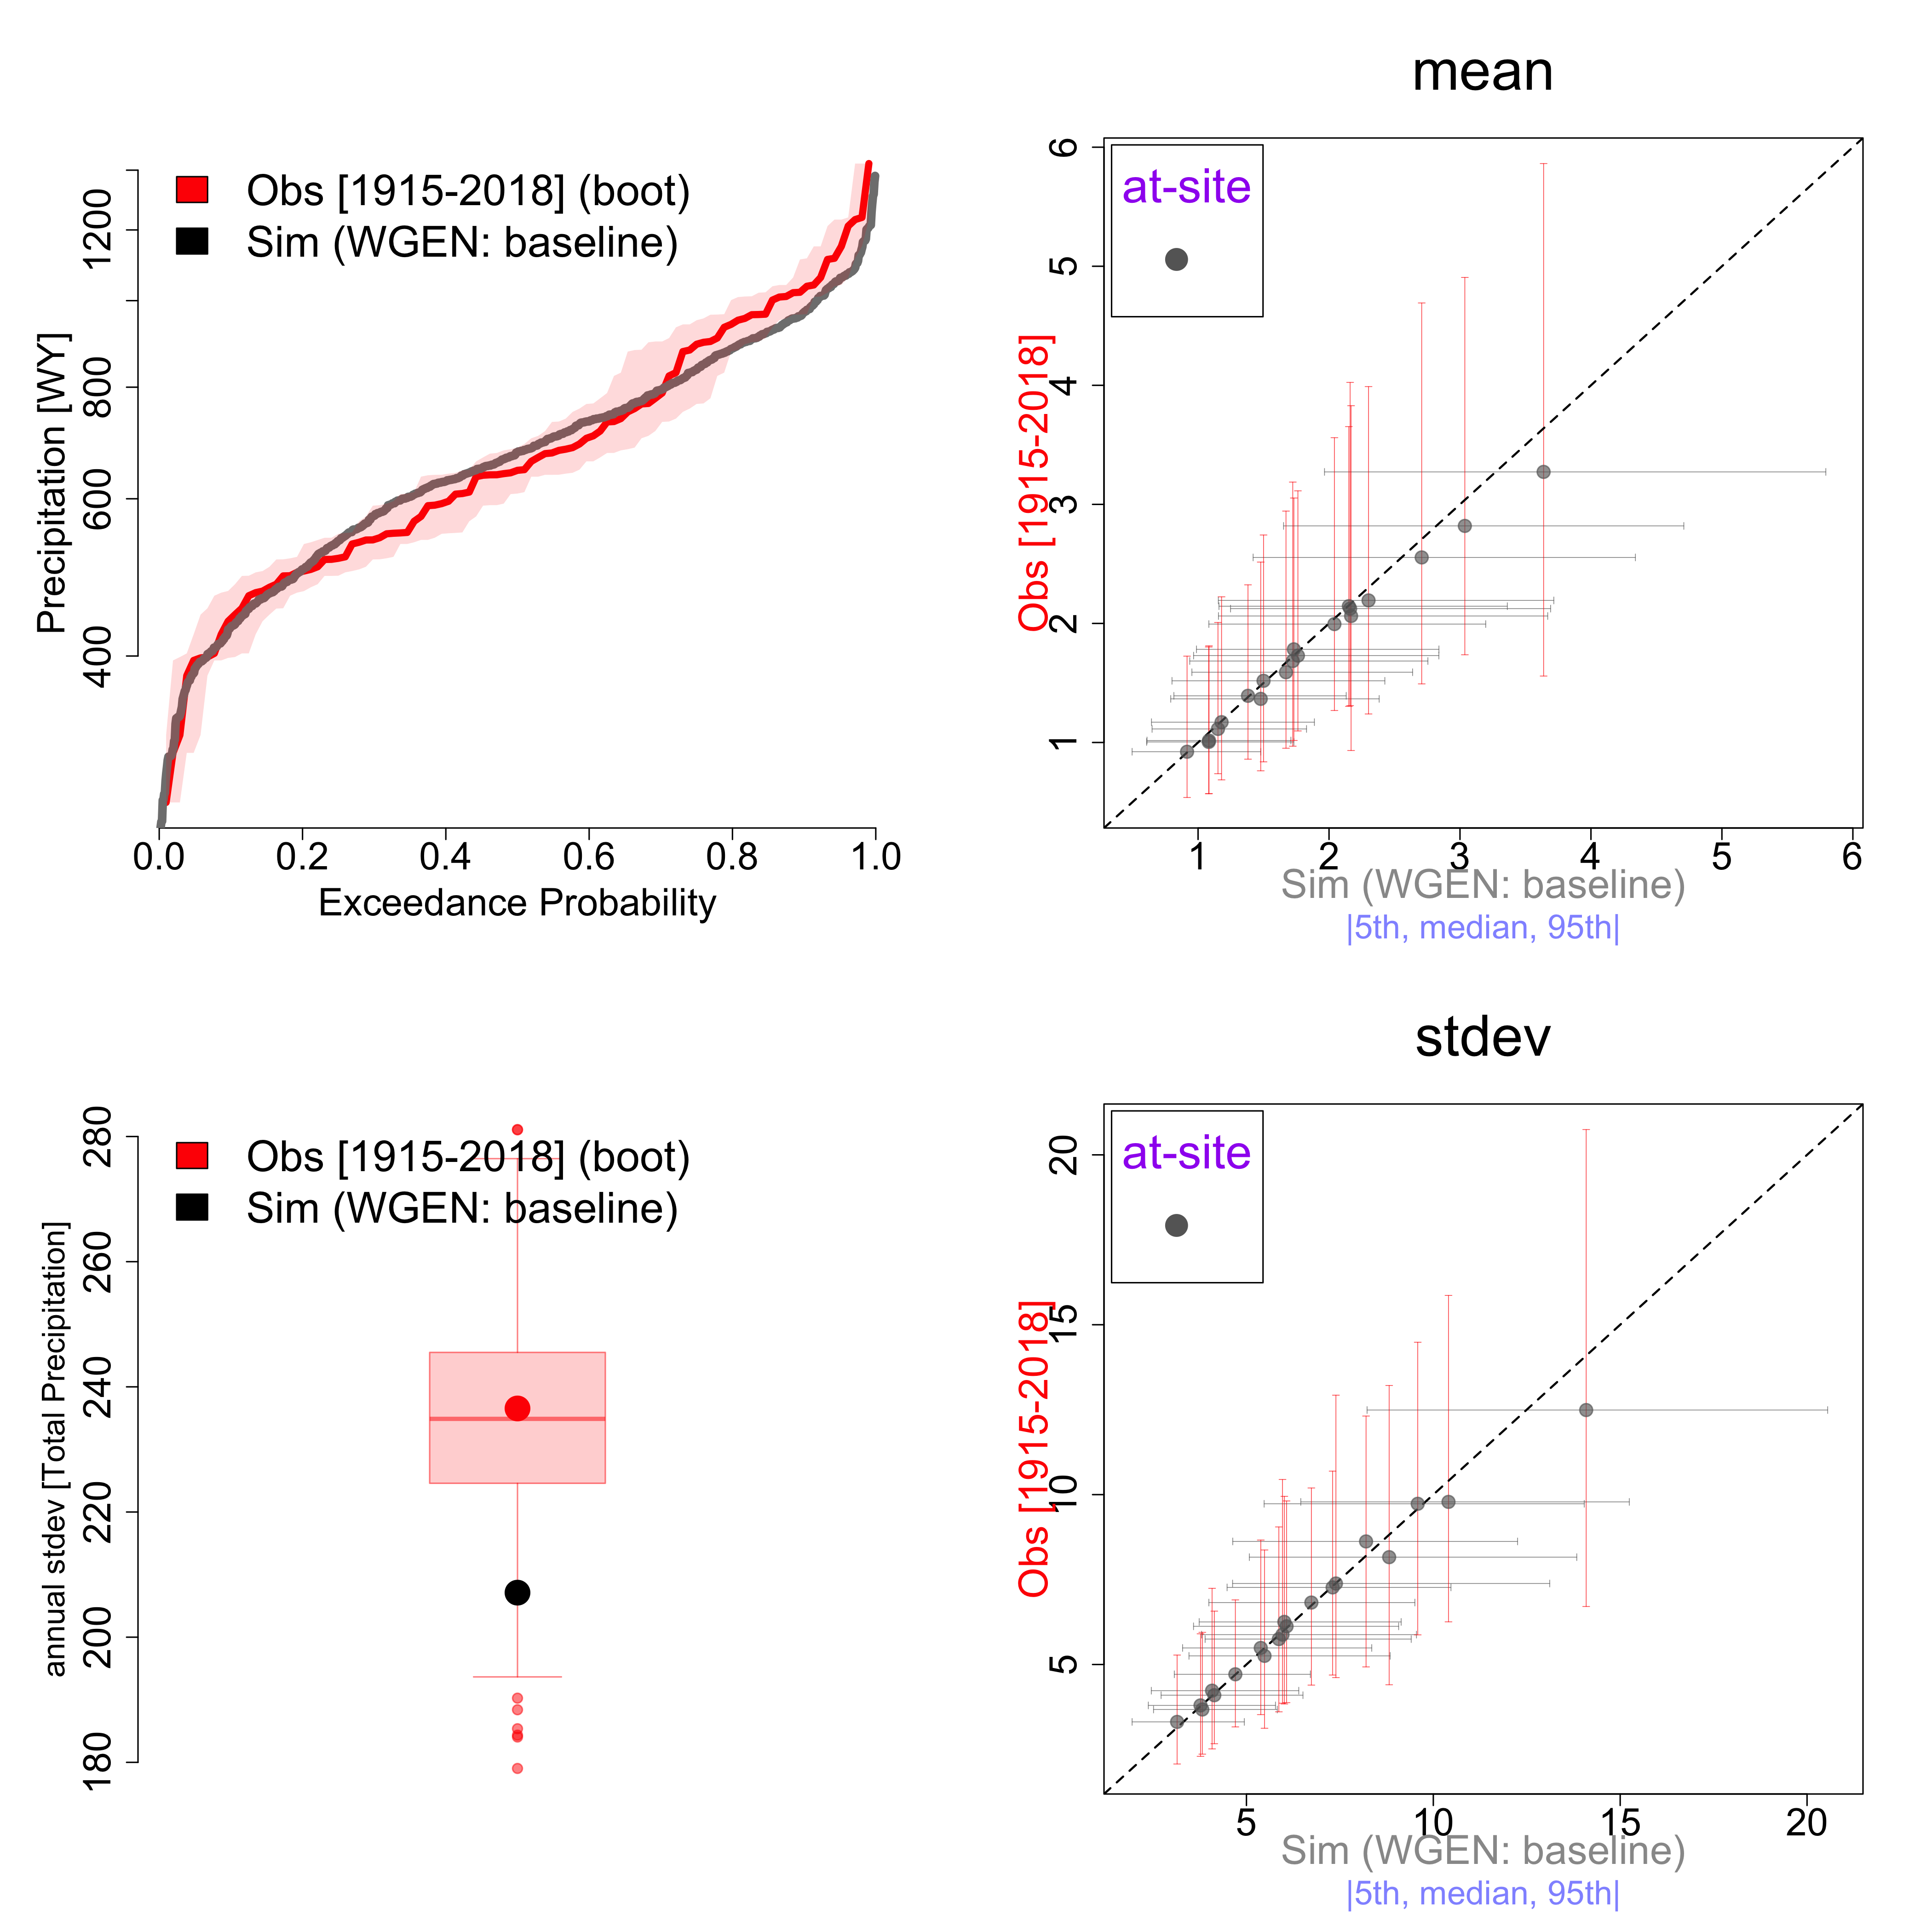 Obs [1915-2018] (boot)
Sim (WGEN: baseline)
Precipitation [WY]
400 600 800 1200
0.0 0.2 0.4 0.6 0.8 1.0
Exceedance Probability
mean
at-site
Obs [1915-2018]
1 2 3 4 5 6
1 2 3 4 5 6
Sim (WGEN: baseline)
|5th, median, 95th|
Obs [1915-2018] (boot)
Sim (WGEN: baseline)
annual stdev [Total Precipitation]
180 200 220 240 260 280
stdev
at-site
Obs [1915-2018]
5 10 15 20
5 10 15 20
Sim (WGEN: baseline)
|5th, median, 95th|